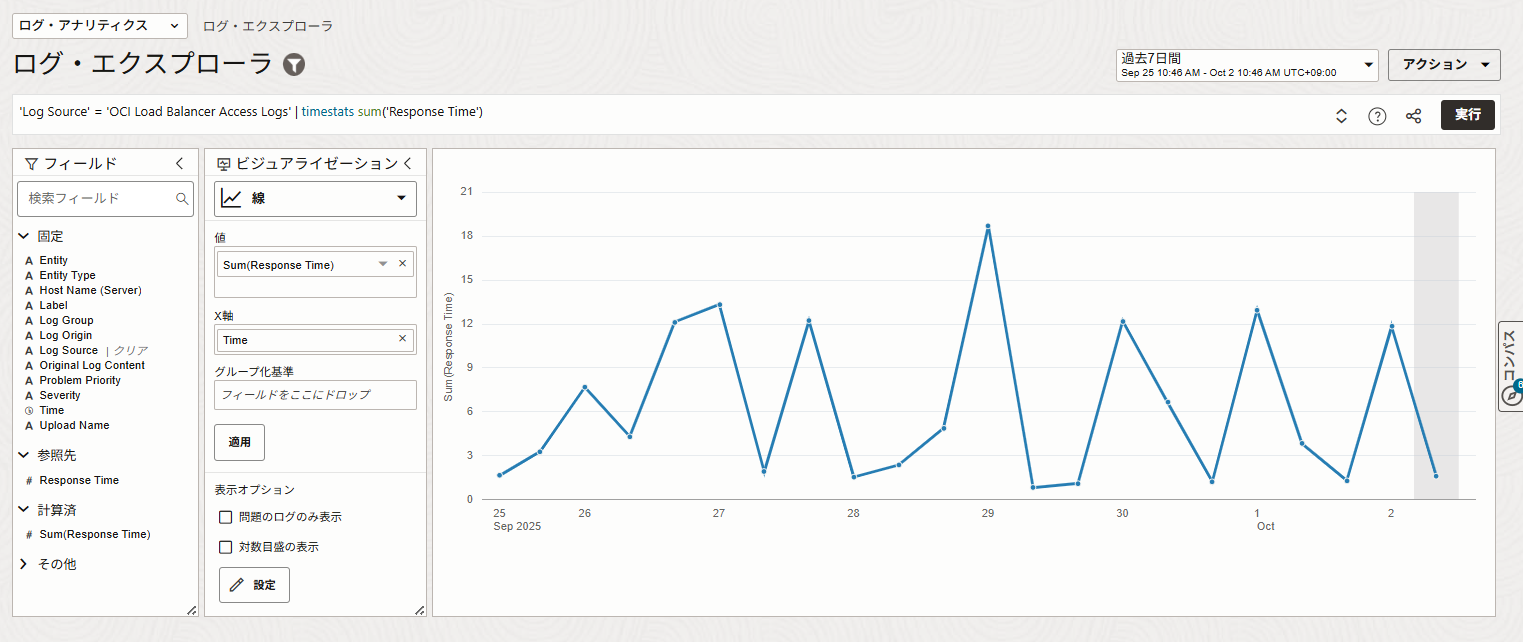 ログ・アナリティクス
ログ・エクスプローラ
ログ・エクスプローラ
過去7日間
Sep 25 10:46 AM - Oct 2 10:46 AM UTC+09:00
アクション
'Log Source' = 'OCI Load Balancer Access Logs' | timestats sum('Response Time')
実行
フィールド
検索フィールド
固定
A Entity
A Entity Type
A Host Name (Server)
A Label
A Log Group
A Log Origin
A Log Source | クリア
A Original Log Content
A Problem Priority
A Severity
Time
A Upload Name
参照先
# Response Time
計算済
# Sum(Response Time)
その他
ビジュアライゼーション
線
値
Sum(Response Time)
X軸
Time
グループ化基準
フィールドをここにドロップ
適用
表示オプション
問題のログのみ表示
対数目盛の表示
設定
Sum(Response Time)
21
18
15
12
9
6
3
0
25 26 27 28 29 30 1 2
Sep 2025 Oct
コンパス
6